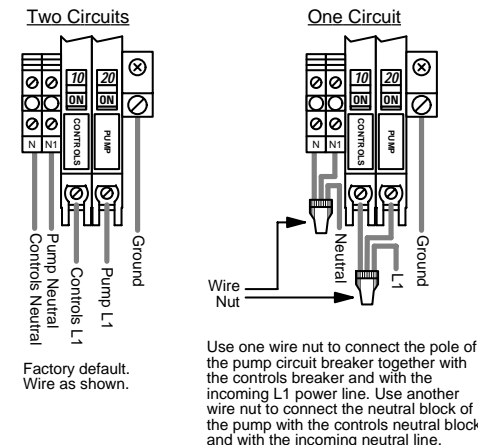 Two Circuits
One Circuit
10
20
ON
ON
CONTROLS
PUMP
N
N1
Controls Neutral
Pump Neutral
Controls L1
Pump L1
Ground
Factory default.
Wire as shown.
10
20
ON
ON
CONTROLS
PUMP
N
N1
Neutral
L1
Ground
Wire
Nut
Use one wire nut to connect the pole of
the pump circuit breaker together with
the controls breaker and with the
incoming L1 power line. Use another
wire nut to connect the neutral block of
the pump with the controls neutral block
and with the incoming neutral line.